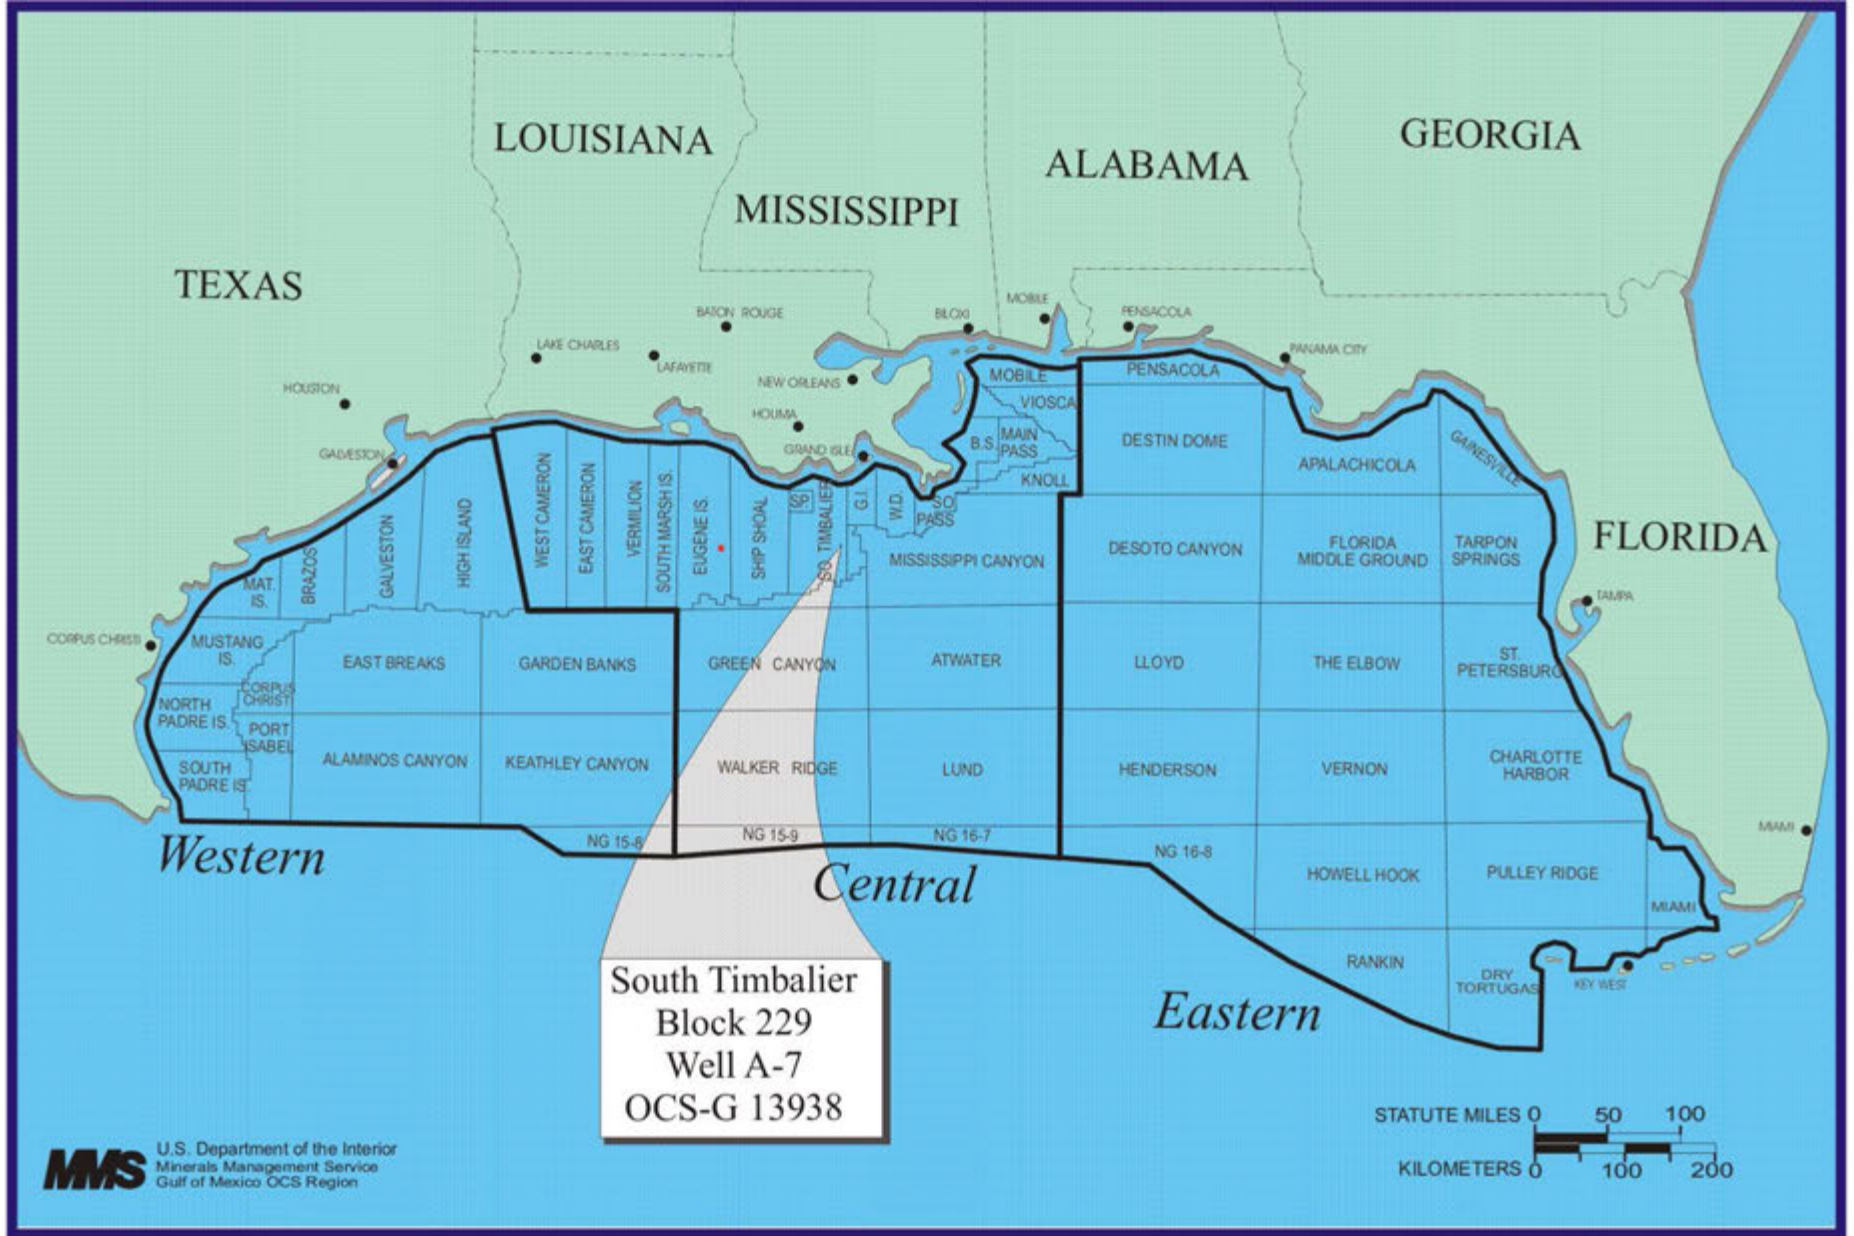 LOUISIANA
GEORGIA
ALABAMA
MISSISSIPPI
TEXAS
MOBILE
BATON ROUGE
BILOXI
PENSACOLA
LAKE CHARLES
LAFAYETTE
PANAMA CITY
HOUSTON
NEW ORLEANS
HOUMA
GRAND ISLE
GALVESTON
MOBILE
PENSACOLA
VIOSCA
B.S.
MAIN
PASS
KNOLL
DESTIN DOME
APALACHICOLA
GAINESVILLE
WEST CAMERON
EAST CAMERON
VERMILION
SOUTH MARSH IS.
EUGENE IS.
SHIP SHOAL
S.P.
SO. TIMBALIER
G.I.
W.D.
SO.
PASS
MAT.
IS.
BRAZOS
GALVESTON
HIGH ISLAND
MISSISSIPPI CANYON
DESOTO CANYON
FLORIDA
MIDDLE GROUND
TARPON
SPRINGS
FLORIDA
TAMPA
CORPUS CHRISTI
MUSTANG
IS.
EAST BREAKS
GARDEN BANKS
GREEN CANYON
ATWATER
LLOYD
THE ELBOW
ST.
PETERSBURG
NORTH
PADRE IS.
CORPUS
CHRISTI
PORT
ISABEL
SOUTH
PADRE IS.
ALAMINOS CANYON
KEATHLEY CANYON
WALKER RIDGE
LUND
HENDERSON
VERNON
CHARLOTTE
HARBOR
MIAMI
NG 15-8
NG 15-9
NG 16-7
NG 16-8
Western
Central
HOWELL HOOK
PULLEY RIDGE
MIAMI
RANKIN
DRY
TORTUGAS
KEY WEST
Eastern
South Timbalier
Block 229
Well A-7
OCS-G 13938
STATUTE MILES 0 50 100
KILOMETERS 0 100 200
MMS
U.S. Department of the Interior
Minerals Management Service
Gulf of Mexico OCS Region